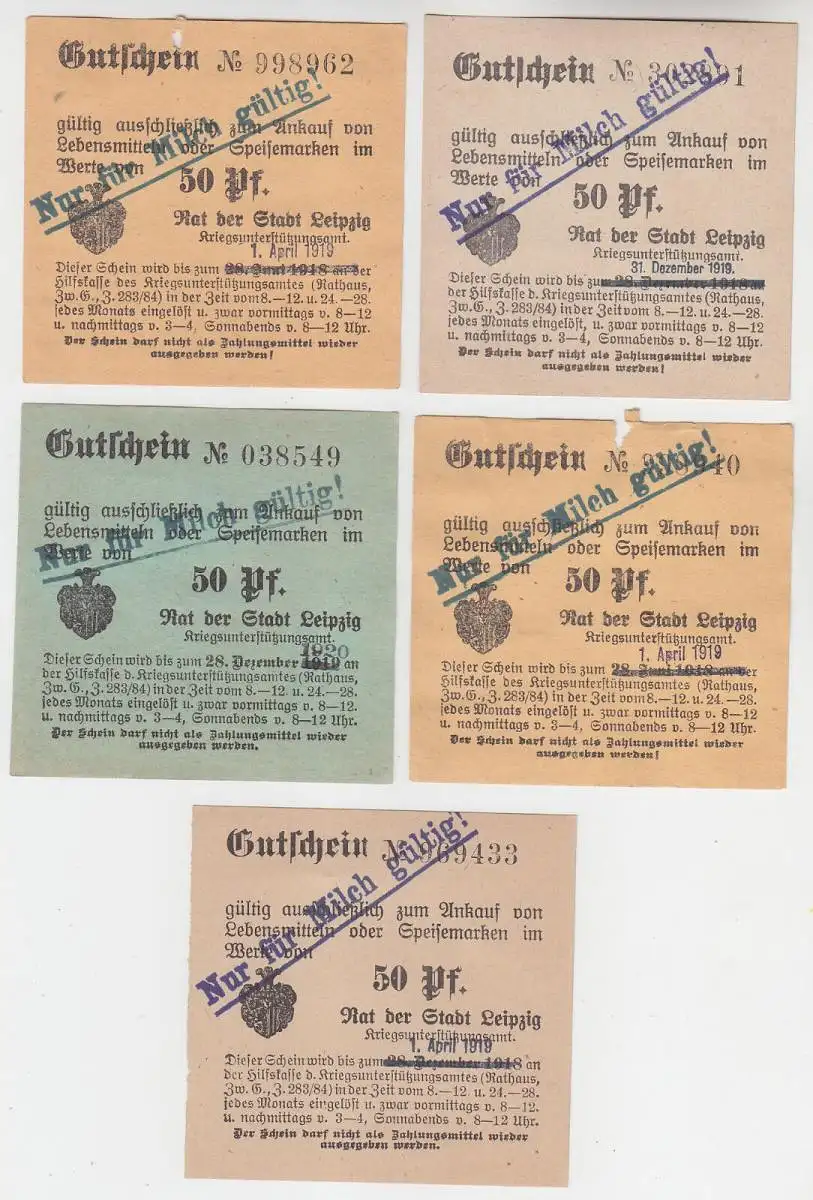 Gutschein № 998962
Nur für Milch gültig!
gültig ausschließlich zum Ankauf von
Lebensmitteln oder Speisemarken im
Werte von
50 Pf.
Rat der Stadt Leipzig
Kriegsunterstützungsamt.
1. April 1919
Dieser Schein wird bis zum 28. Juni 1918 an der
Hilfskasse des Kriegsunterstützungsamtes (Rathaus,
Zw. G., Z. 283/84) in der Zeit vom 8.—12. u. 24.—28.
jedes Monats eingelöst u. zwar vormittags v. 8—12
u. nachmittags v. 3—4, Sonnabends v. 8—12 Uhr.
Der Schein darf nicht als Zahlungsmittel wieder
ausgegeben werden!
Gutschein №
Nur für Milch gültig!
gültig ausschließlich zum Ankauf von
Lebensmitteln oder Speisemarken im
Werte von
50 Pf.
Rat der Stadt Leipzig
Kriegsunterstützungsamt.
31. Dezember 1919.
Dieser Schein wird bis zum 28. Dezember 1918 an
der Hilfskasse d. Kriegsunterstützungsamtes (Rathaus,
Zw. G., Z. 283/84) in der Zeit vom 8.—12. u. 24.—28.
jedes Monats eingelöst u. zwar vormittags v. 8—12
u. nachmittags v. 3—4, Sonnabends v. 8—12 Uhr.
Der Schein darf nicht als Zahlungsmittel wieder
ausgegeben werden!
Gutschein № 038549
Nur für Milch gültig!
gültig ausschließlich zum Ankauf von
Lebensmitteln oder Speisemarken im
Werte von
50 Pf.
Rat der Stadt Leipzig
Kriegsunterstützungsamt.
1920
Dieser Schein wird bis zum 28. Dezember 1919 an
der Hilfskasse d. Kriegsunterstützungsamtes (Rathaus,
Zw. G., Z. 283/84) in der Zeit vom 8.—12. u. 24.—28.
jedes Monats eingelöst u. zwar vormittags v. 8—12
u. nachmittags v. 3—4, Sonnabends v. 8—12 Uhr.
Der Schein darf nicht als Zahlungsmittel wieder
ausgegeben werden.
Gutschein №
Nur für Milch gültig!
gültig ausschließlich zum Ankauf von
Lebensmitteln oder Speisemarken im
Werte von
50 Pf.
Rat der Stadt Leipzig
Kriegsunterstützungsamt.
1. April 1919
Dieser Schein wird bis zum 28. Juni 1918 an der
Hilfskasse des Kriegsunterstützungsamtes (Rathaus,
Zw. G., Z. 283/84) in der Zeit vom 8.—12. u. 24.—28.
jedes Monats eingelöst u. zwar vormittags v. 8—12
u. nachmittags v. 3—4, Sonnabends v. 8—12 Uhr.
Der Schein darf nicht als Zahlungsmittel wieder
ausgegeben werden!
Gutschein № 969433
Nur für Milch gültig!
gültig ausschließlich zum Ankauf von
Lebensmitteln oder Speisemarken im
Werte von
50 Pf.
Rat der Stadt Leipzig
Kriegsunterstützungsamt.
1. April 1919
Dieser Schein wird bis zum 28. Dezember 1918 an
der Hilfskasse d. Kriegsunterstützungsamtes (Rathaus,
Zw. G., Z. 283/84) in der Zeit vom 8.—12. u. 24.—28.
jedes Monats eingelöst u. zwar vormittags v. 8—12.
u. nachmittags v. 3—4, Sonnabends v. 8—12 Uhr.
Der Schein darf nicht als Zahlungsmittel wieder
ausgegeben werden.